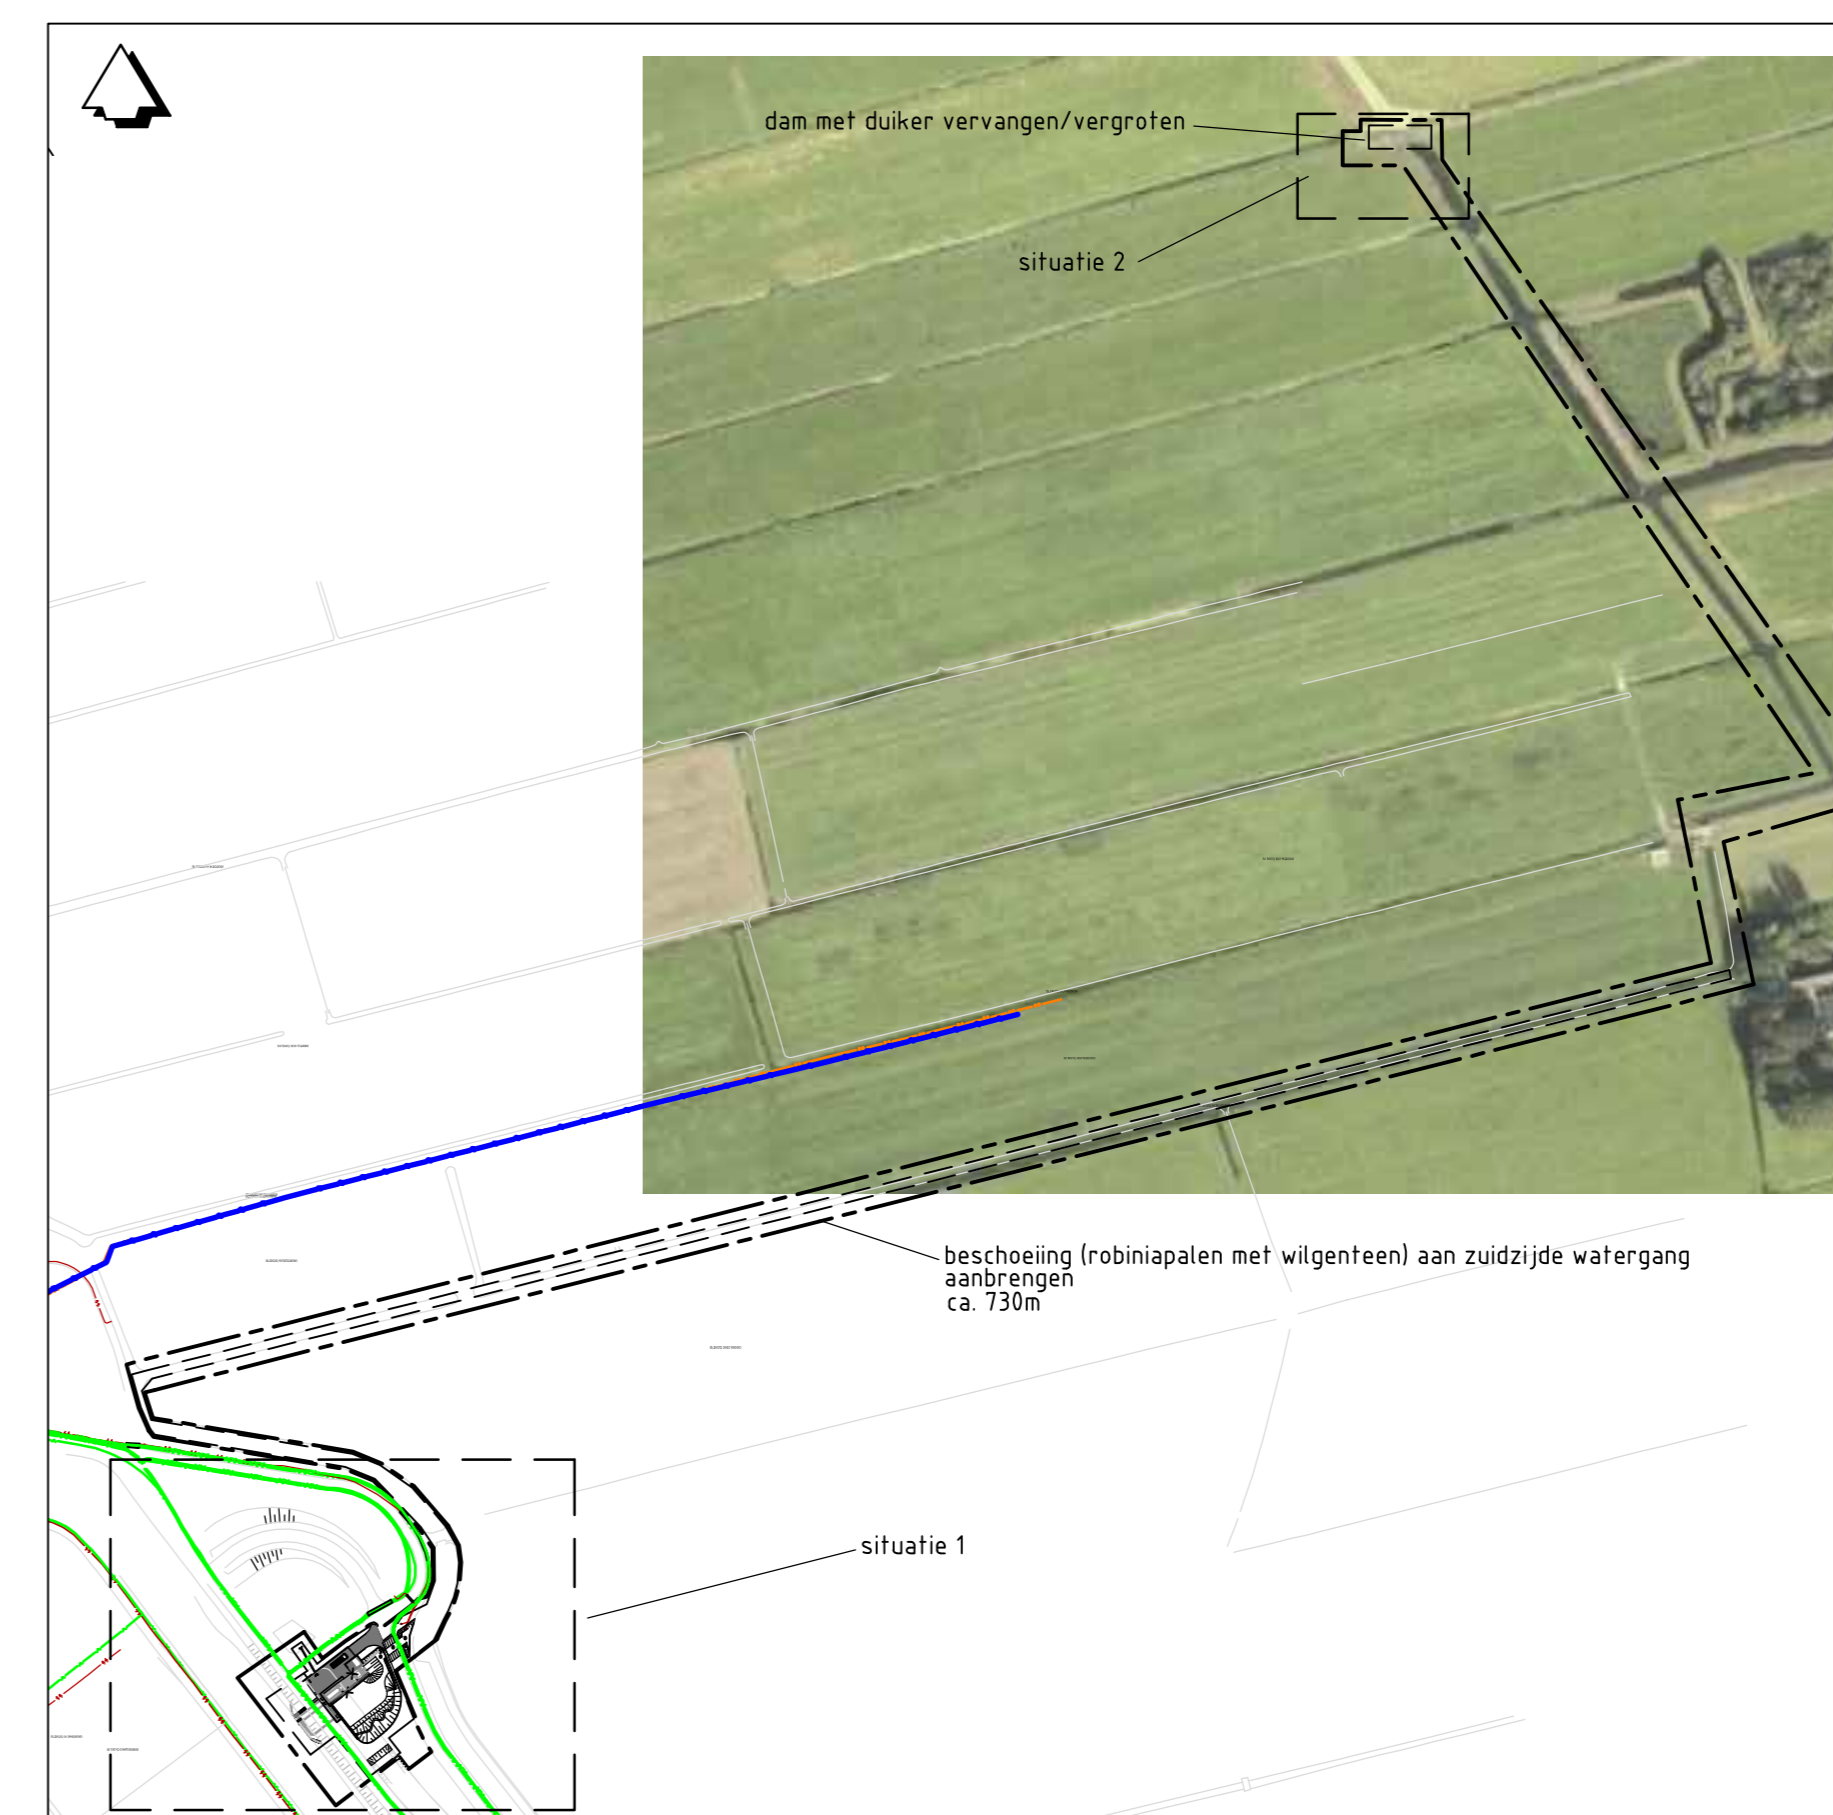 dam met duiker vervangen/vergroten
situatie 2
beschoeiing (robiniapalen met wilgenteen) aan zuidzijde watergang
aanbrengen
ca. 730m
situatie 1